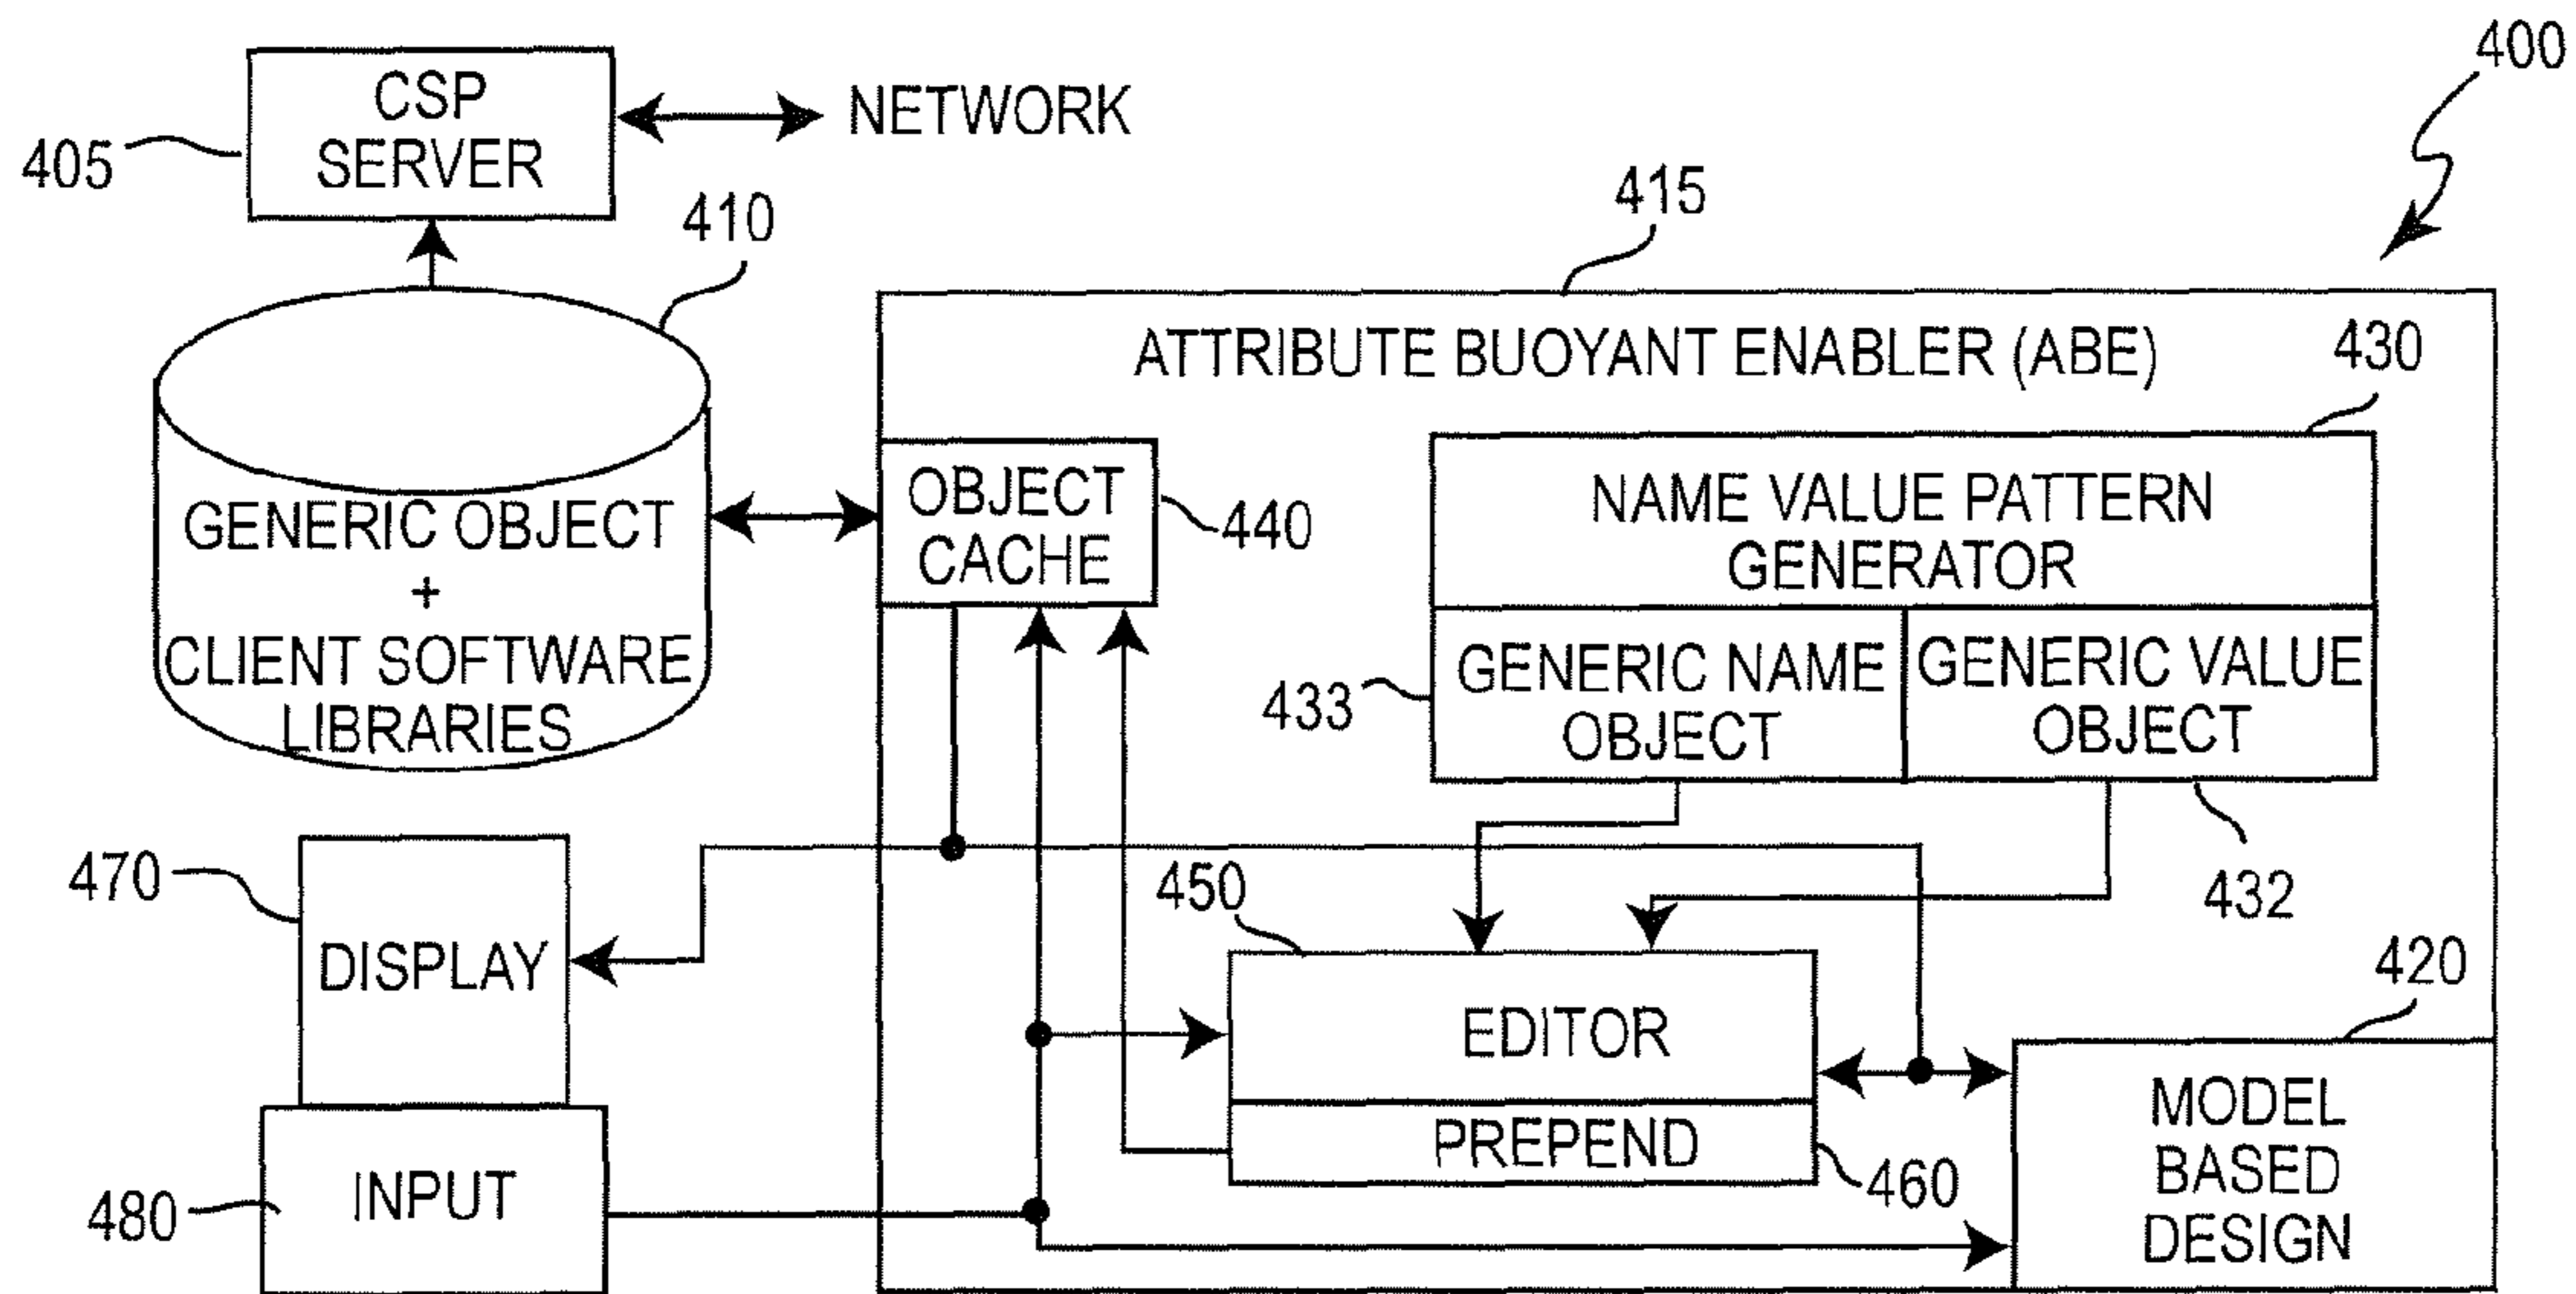 400
CSP
SERVER
NETWORK
405
415
410
ATTRIBUTE BUOYANT ENABLER (ABE)
430
OBJECT
CACHE
440
NAME VALUE PATTERN
GENERATOR
GENERIC OBJECT
+
CLIENT SOFTWARE
LIBRARIES
433
GENERIC NAME
OBJECT
GENERIC VALUE
OBJECT
432
470
DISPLAY
450
EDITOR
420
PREPEND
460
MODEL
BASED
DESIGN
480
INPUT